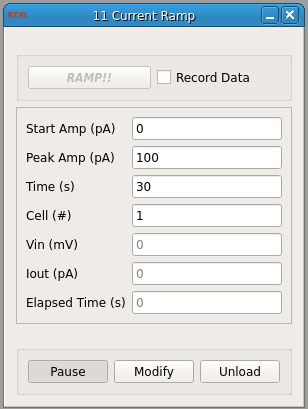 RTXI 11 Current Ramp
RAMP!! Record Data
Start Amp (pA) 0
Peak Amp (pA) 100
Time (s) 30
Cell (#) 1
Vin (mV) 0
Iout (pA) 0
Elapsed Time (s) 0
Pause Modify Unload